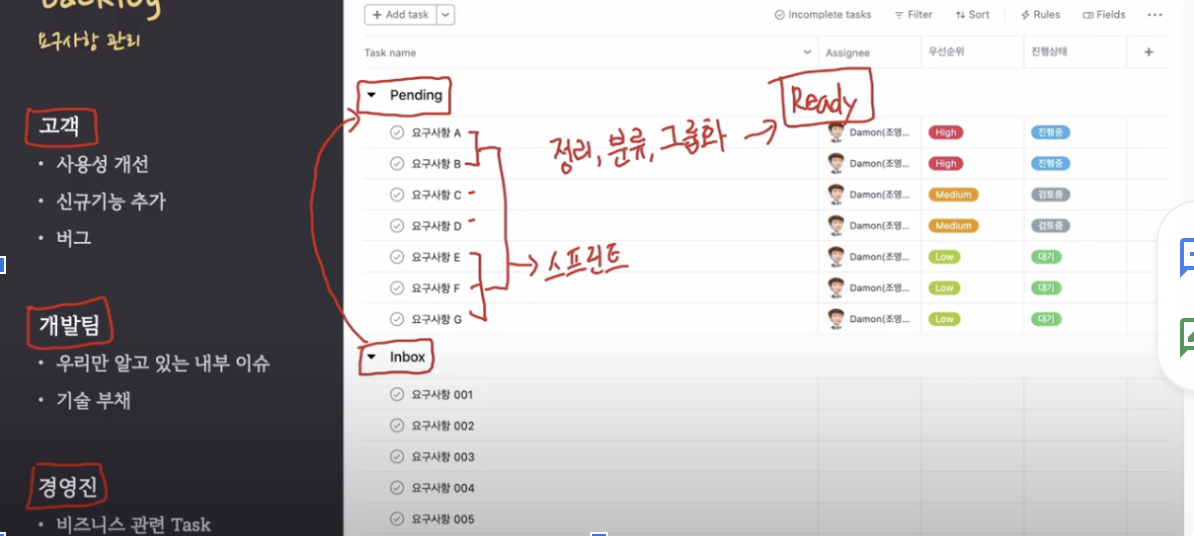 Backlog
요구사항 관리
고객
• 사용성 개선
• 신규기능 추가
• 버그
개발팀
• 우리만 알고 있는 내부 이슈
• 기술 부채
경영진
• 비즈니스 관련 Task
+ Add task
Incomplete tasks Filter Sort Rules Fields ...
Task name Assignee 우선순위 진행상태 +
Pending
Ready
정리, 분류, 그룹화 →
요구사항 A Damon(조영... High 진행중
요구사항 B Damon(조영... High 진행중
요구사항 C Damon(조영... Medium 검토중
요구사항 D Damon(조영... Medium 검토중
요구사항 E Damon(조영... Low 대기
→ 스프린트
요구사항 F Damon(조영... Low 대기
요구사항 G Damon(조영... Low 대기
Inbox
요구사항 001
요구사항 002
요구사항 003
요구사항 004
요구사항 005